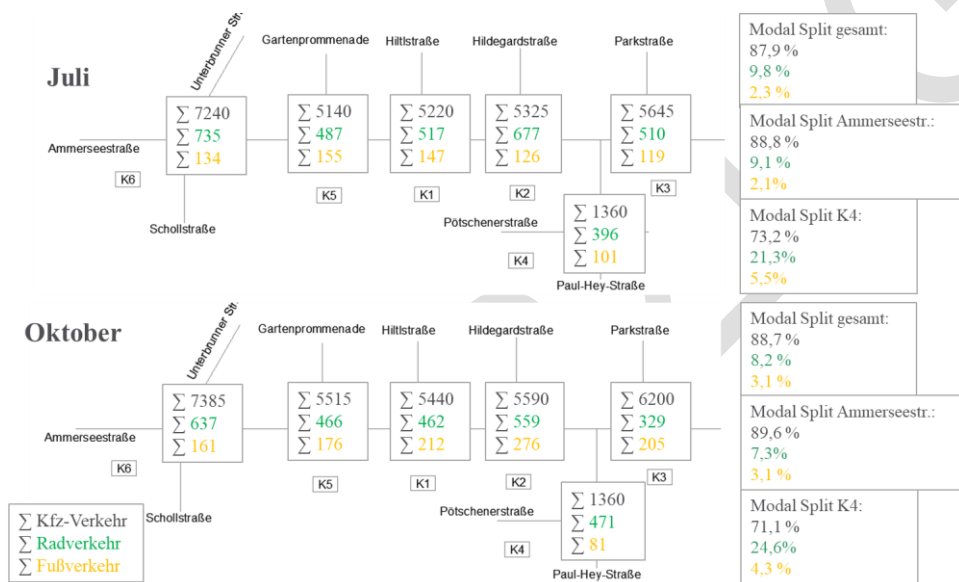 Juli
Unterbrunner Str.
Gartenprommenade
Hiltlstraße
Hildegardstraße
Parkstraße
Ammerseestraße
∑ 7240
∑ 735
∑ 134
∑ 5140
∑ 487
∑ 155
∑ 5220
∑ 517
∑ 147
∑ 5325
∑ 677
∑ 126
∑ 5645
∑ 510
∑ 119
K6
K5
K1
K2
K3
Schollstraße
Pötschenerstraße
K4
∑ 1360
∑ 396
∑ 101
Paul-Hey-Straße
Modal Split gesamt:
87,9 %
9,8 %
2,3 %
Modal Split Ammerseestr.:
88,8 %
9,1 %
2,1%
Modal Split K4:
73,2 %
21,3%
5,5%
Oktober
Gartenprommenade
Hiltlstraße
Hildegardstraße
Parkstraße
Ammerseestraße
∑ 7385
∑ 637
∑ 161
∑ 5515
∑ 466
∑ 176
∑ 5440
∑ 462
∑ 212
∑ 5590
∑ 559
∑ 276
∑ 6200
∑ 329
∑ 205
K6
K5
K1
K2
K3
Schollstraße
Pötschenerstraße
K4
∑ 1360
∑ 471
∑ 81
Paul-Hey-Straße
∑ Kfz-Verkehr
∑ Radverkehr
∑ Fußverkehr
Modal Split gesamt:
88,7 %
8,2 %
3,1 %
Modal Split Ammerseestr.:
89,6 %
7,3%
3,1 %
Modal Split K4:
71,1 %
24,6%
4,3 %